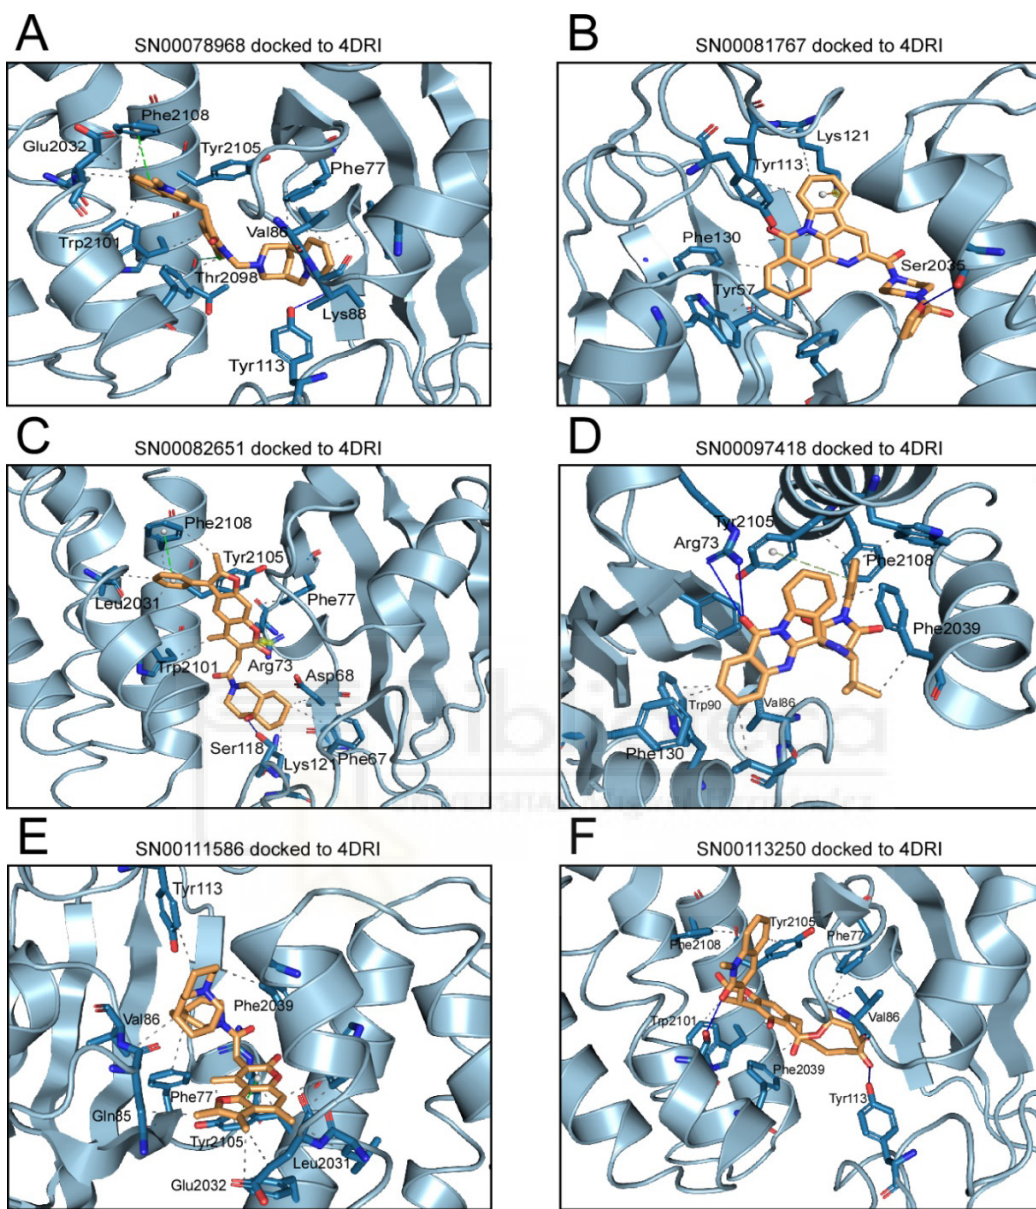 A
SN00078968 docked to 4DRI
Phe2108
Glu2032
Tyr2105
Phe77
Val86
Trp2101
Thr2098
Lys88
Tyr113
B
SN00081767 docked to 4DRI
Lys121
Tyr113
Phe130
Ser2035
Tyr57
C
SN00082651 docked to 4DRI
Phe2108
Tyr2105
Leu2031
Phe77
Trp2101
Arg73
Asp68
Ser118
Lys121
Phe67
D
SN00097418 docked to 4DRI
Tyr2105
Arg73
Phe2108
Phe2039
Trp90
Val86
Phe130
E
SN00111586 docked to 4DRI
Tyr113
Phe2039
Val86
Phe77
Gln85
Tyr2105
Leu2031
Glu2032
F
SN00113250 docked to 4DRI
Tyr2105
Phe2108
Phe77
Trp2101
Val86
Phe2039
Tyr113